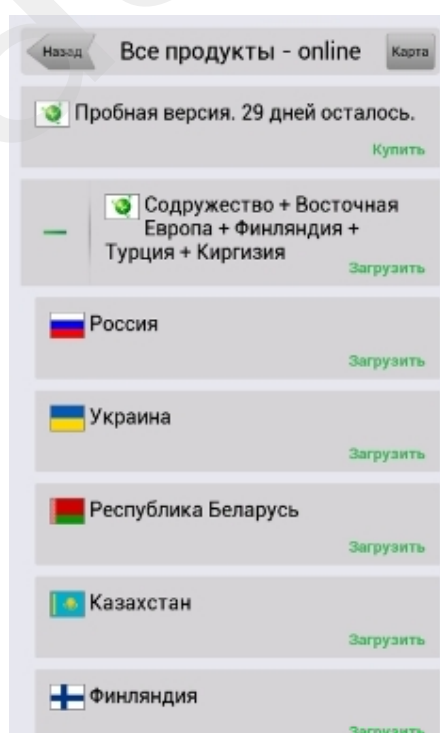 Назад
Все продукты - online
Карта
Пробная версия. 29 дней осталось.
Купить
Содружество + Восточная
Европа + Финляндия +
Турция + Киргизия
Загрузить
Россия
Загрузить
Украина
Загрузить
Республика Беларусь
Загрузить
Казахстан
Загрузить
Финляндия
Загрузить